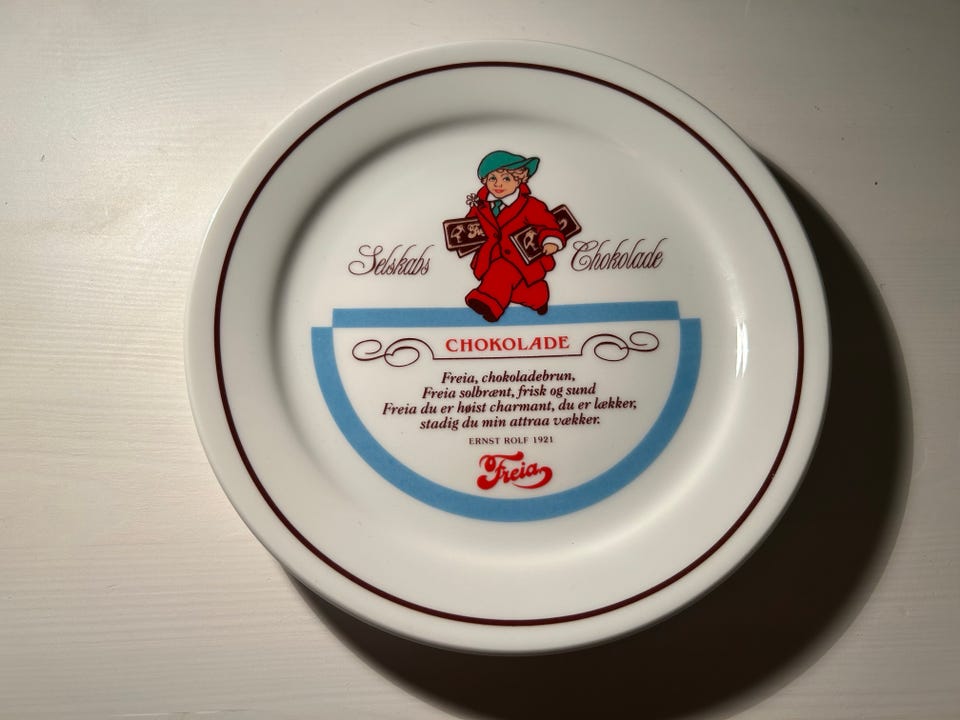 Selskabs Chokolade
CHOKOLADE
Freia, chokoladebrun,
Freia solbrænt, frisk og sund
Freia du er høist charmant, du er lækker,
stadig du min attraa vækker.
ERNST ROLF 1921
Freia